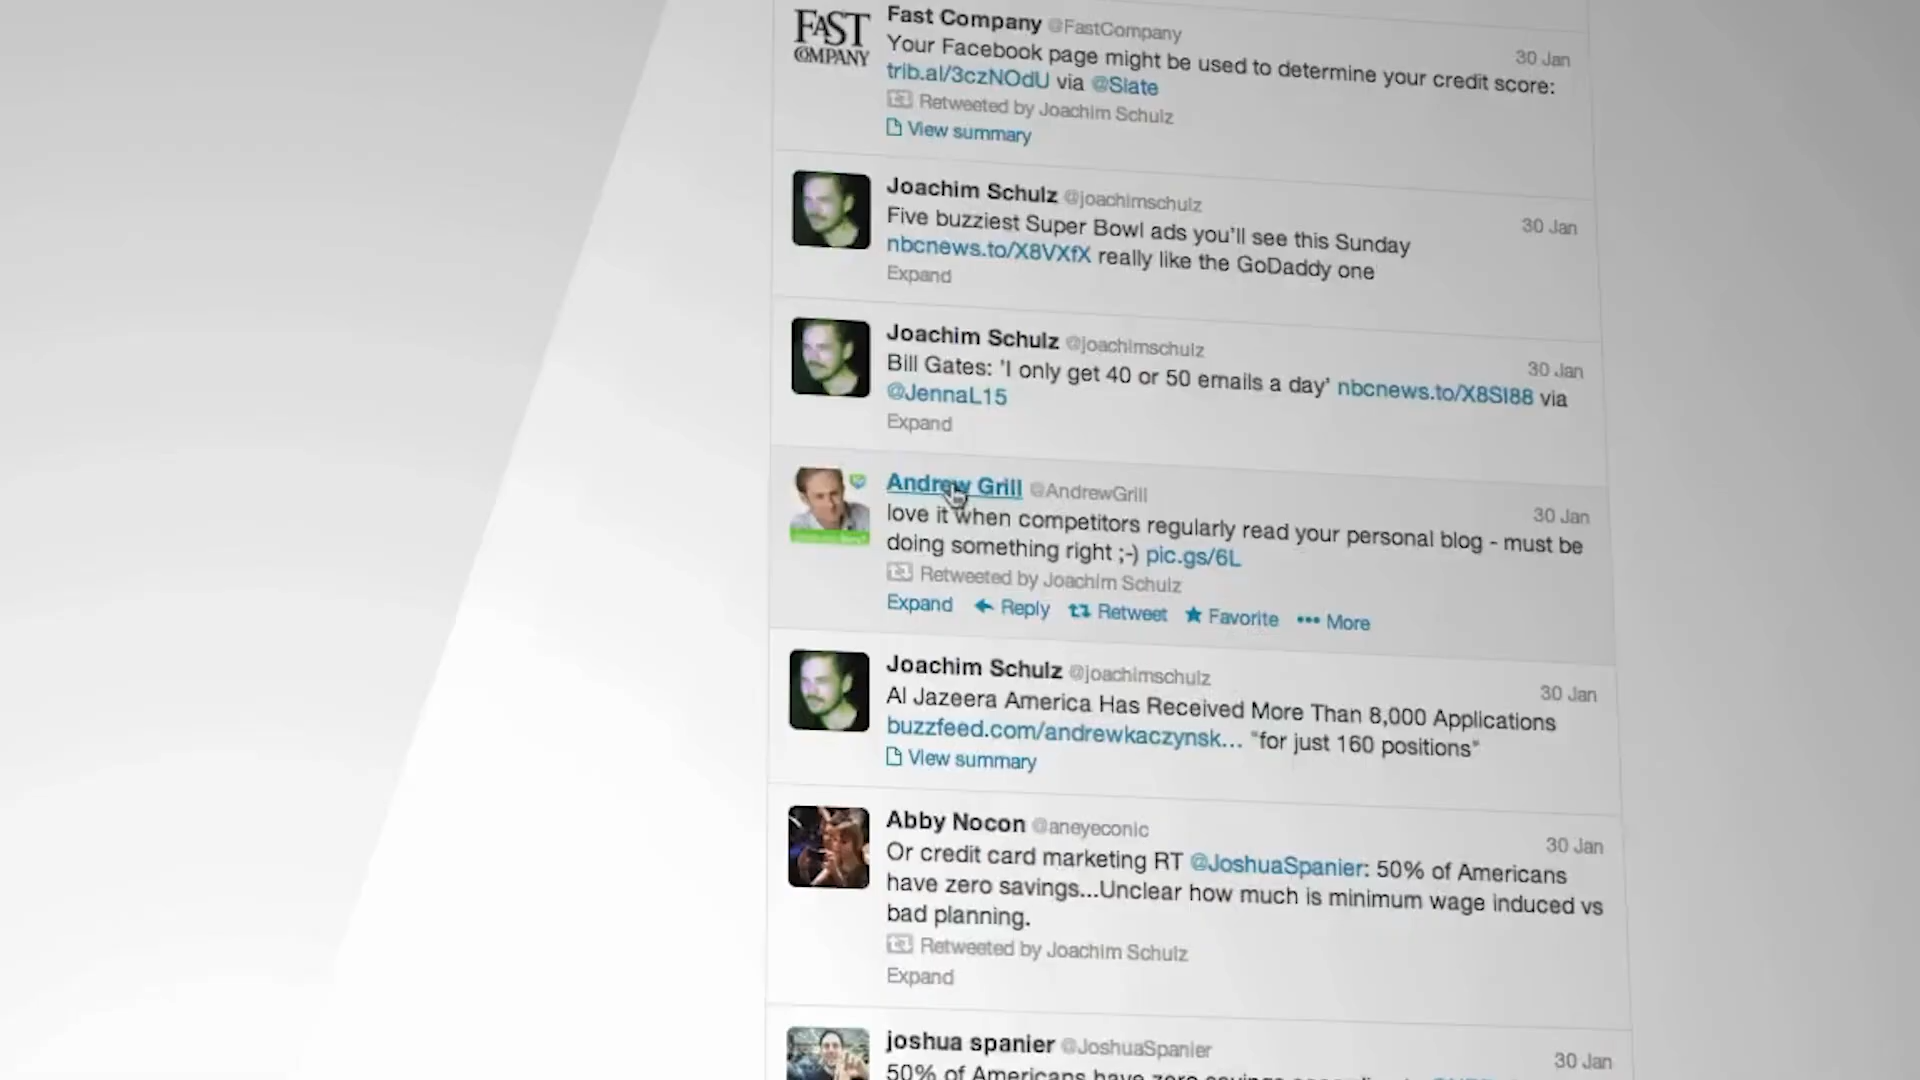 FAST COMPANY
Fast Company @FastCompany
30 Jan
Your Facebook page might be used to determine your credit score:
trib.al/3czNOdU via @Slate
Retweeted by Joachim Schulz
View summary
Joachim Schulz @joachimschulz
30 Jan
Five buzziest Super Bowl ads you'll see this Sunday
nbcnews.to/X8VXfX really like the GoDaddy one
Expand
Joachim Schulz @joachimschulz
30 Jan
Bill Gates: 'I only get 40 or 50 emails a day' nbcnews.to/X8SI88 via
@JennaL15
Expand
Andrew Grill @AndrewGrill
30 Jan
love it when competitors regularly read your personal blog - must be
doing something right ;-) pic.gs/6L
Retweeted by Joachim Schulz
Expand Reply Retweet Favorite ••• More
Joachim Schulz @joachimschulz
30 Jan
Al Jazeera America Has Received More Than 8,000 Applications
buzzfeed.com/andrewkaczynsk... "for just 160 positions"
View summary
Abby Nocon @aneyeconic
30 Jan
Or credit card marketing RT @JoshuaSpanier: 50% of Americans
have zero savings...Unclear how much is minimum wage induced vs
bad planning.
Retweeted by Joachim Schulz
Expand
joshua spanier @JoshuaSpanier
30 Jan
50% of Americans have zero savings